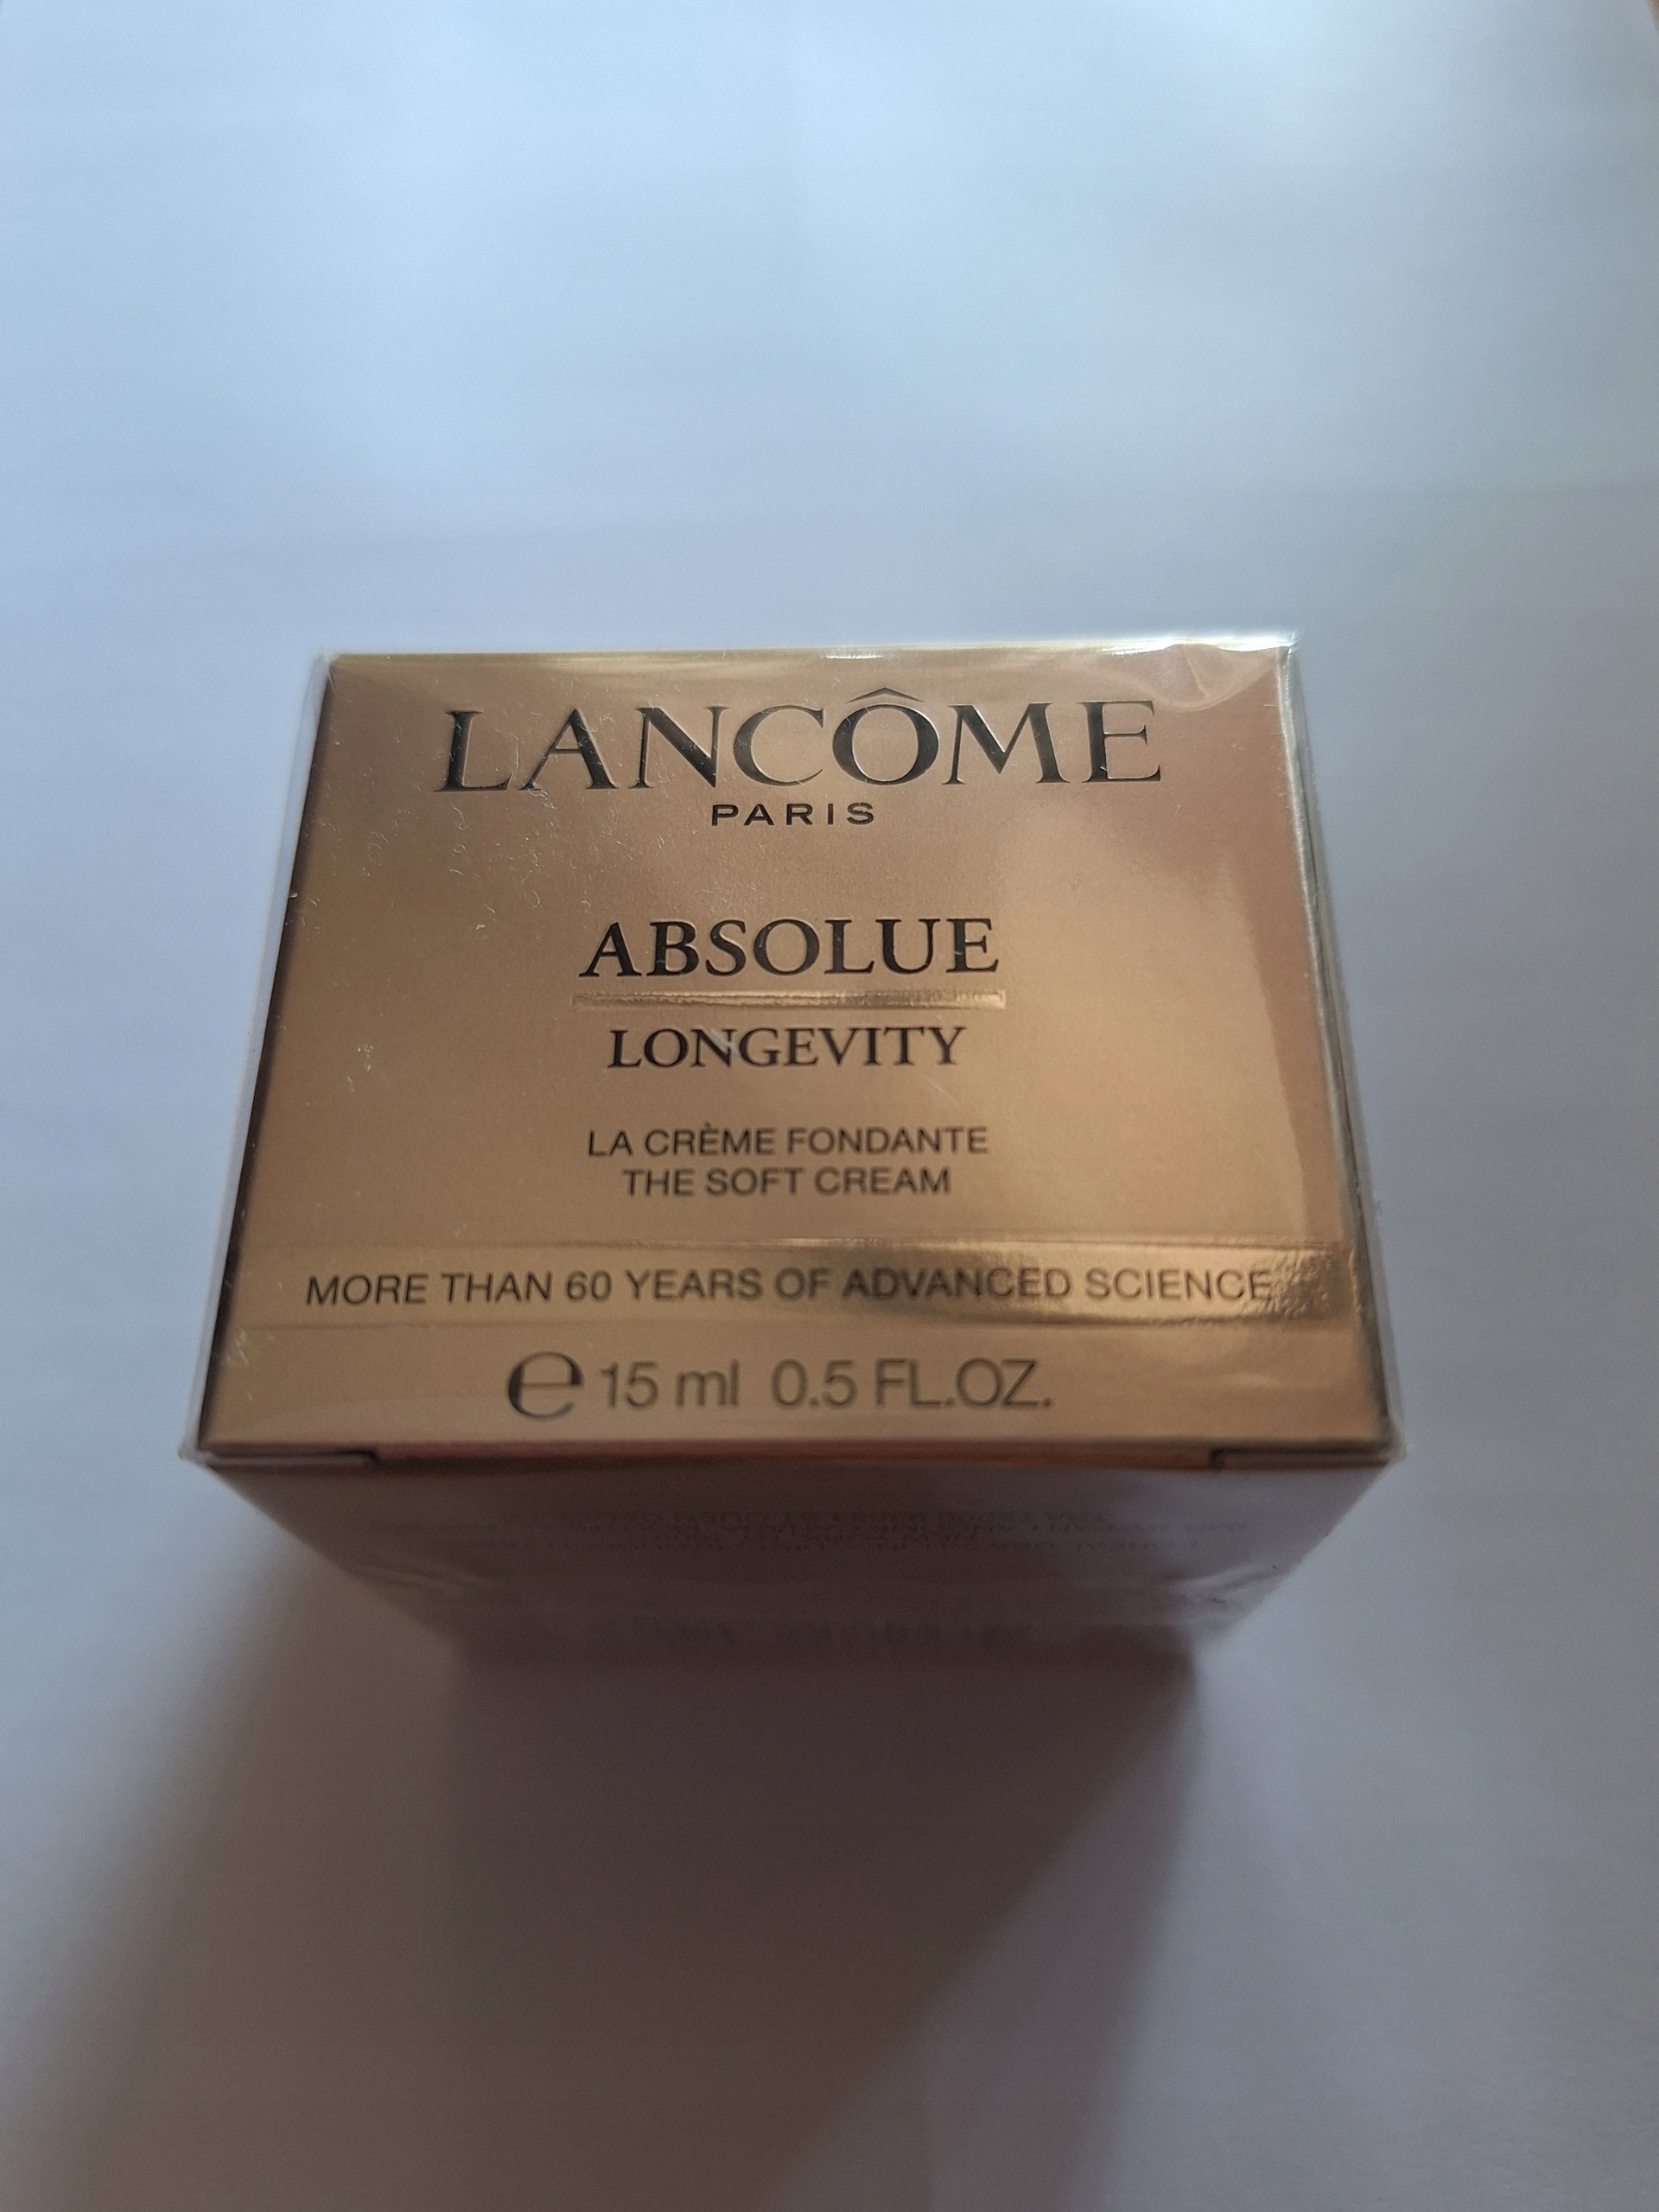 LANCÔME
PARIS
ABSOLUE
LONGEVITY
LA CRÈME FONDANTE
THE SOFT CREAM
MORE THAN 60 YEARS OF ADVANCED SCIENCE
℮ 15 ml 0.5 FL.OZ.